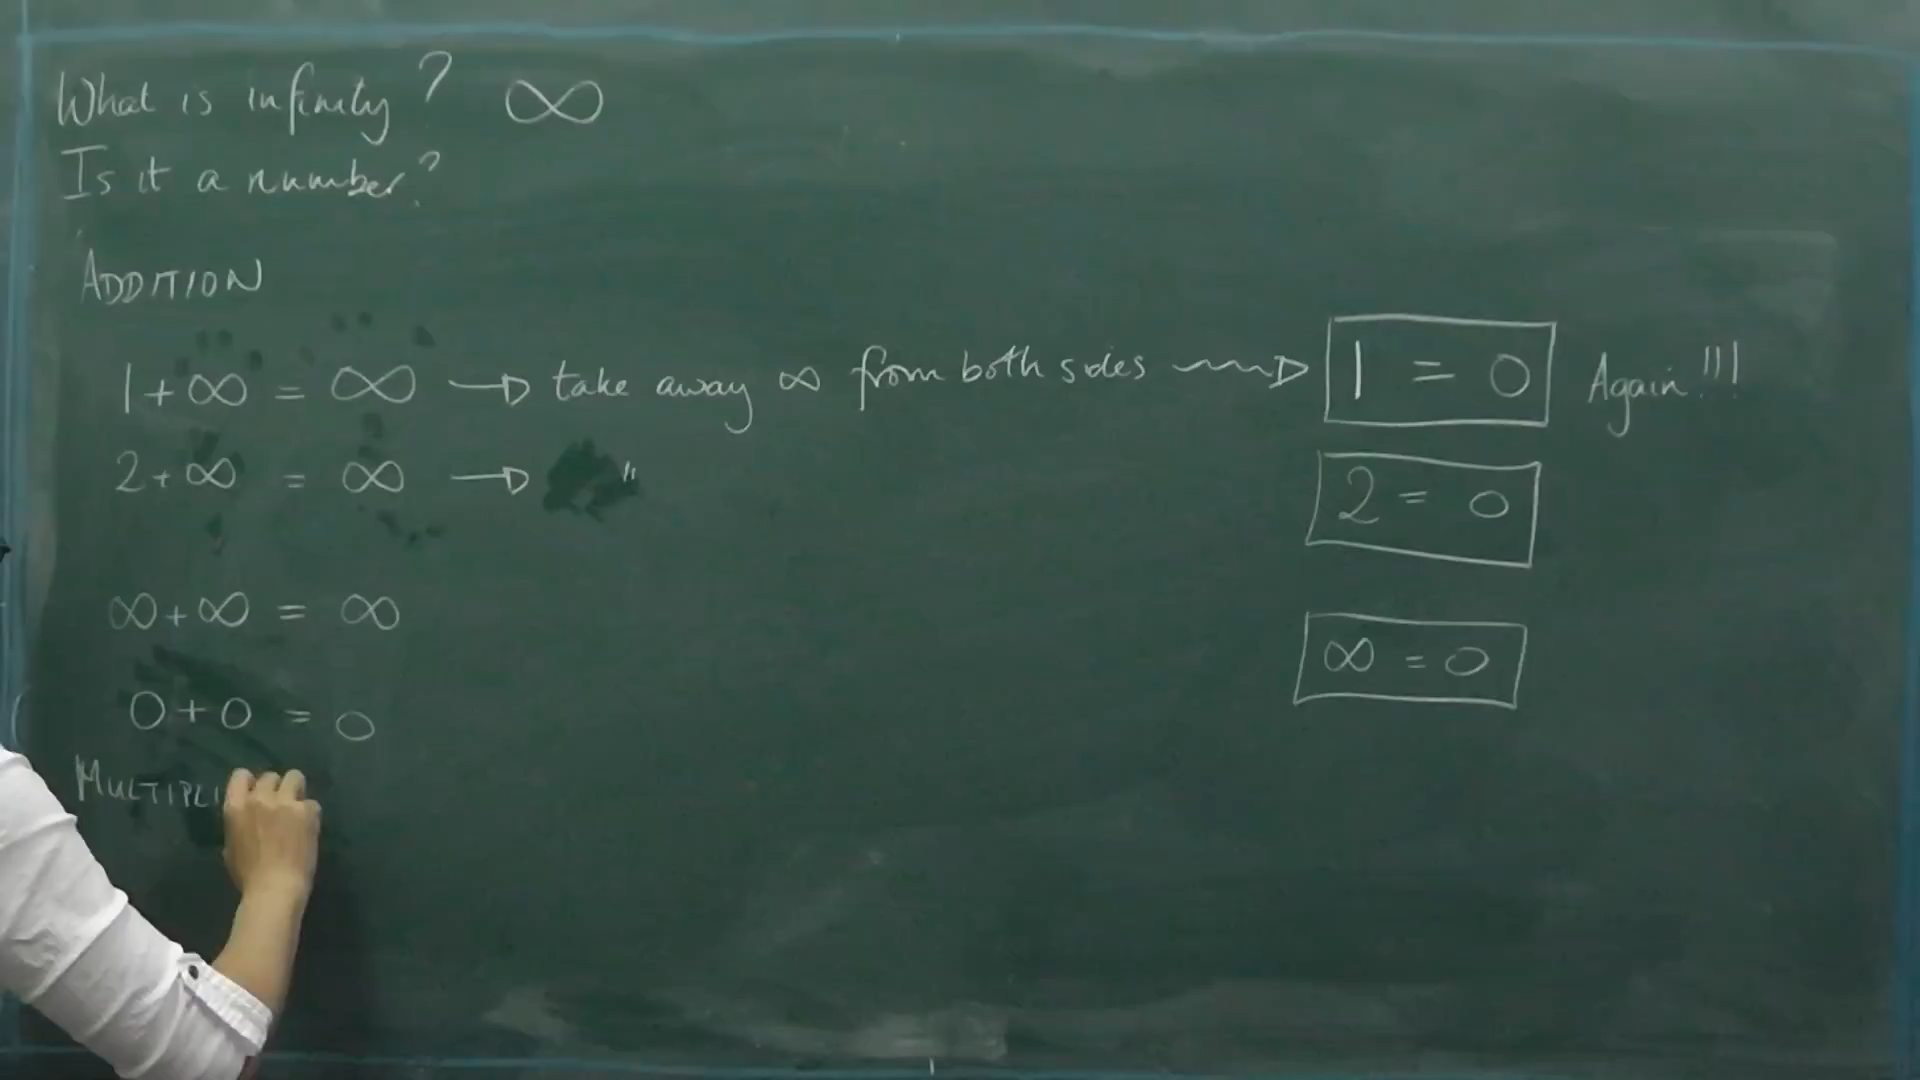 What is infinity? ∞
Is it a number?
ADDITION
1 + ∞ = ∞ → take away ∞ from both sides → 1 = 0 Again!!!
2 + ∞ = ∞ → " 2 = 0
∞ + ∞ = ∞
∞ = 0
0 + 0 = 0
MULTIPLI